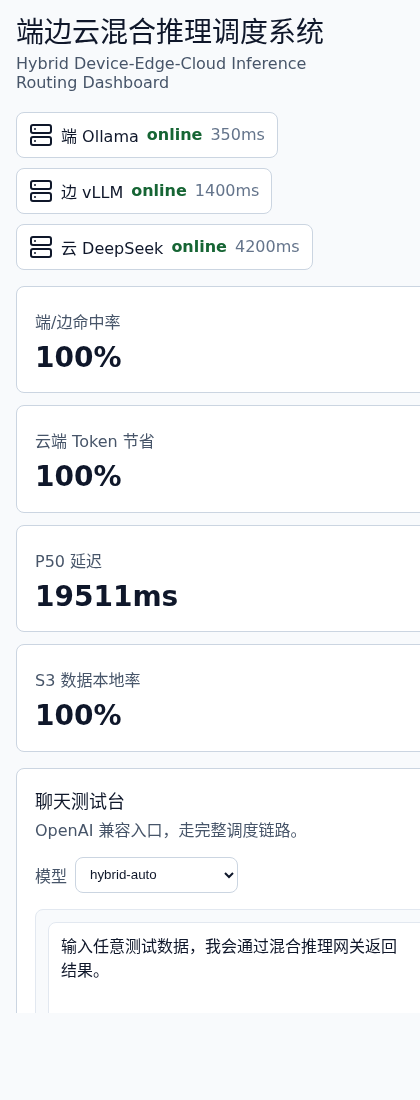 端边云混合推理调度系统
Hybrid Device-Edge-Cloud Inference
Routing Dashboard
端 Ollama online 350ms
边 vLLM online 1400ms
云 DeepSeek online 4200ms
端/边命中率
100%
云端 Token 节省
100%
P50 延迟
19511ms
S3 数据本地率
100%
聊天测试台
OpenAI 兼容入口，走完整调度链路。
模型 hybrid-auto
输入任意测试数据，我会通过混合推理网关返回
结果。